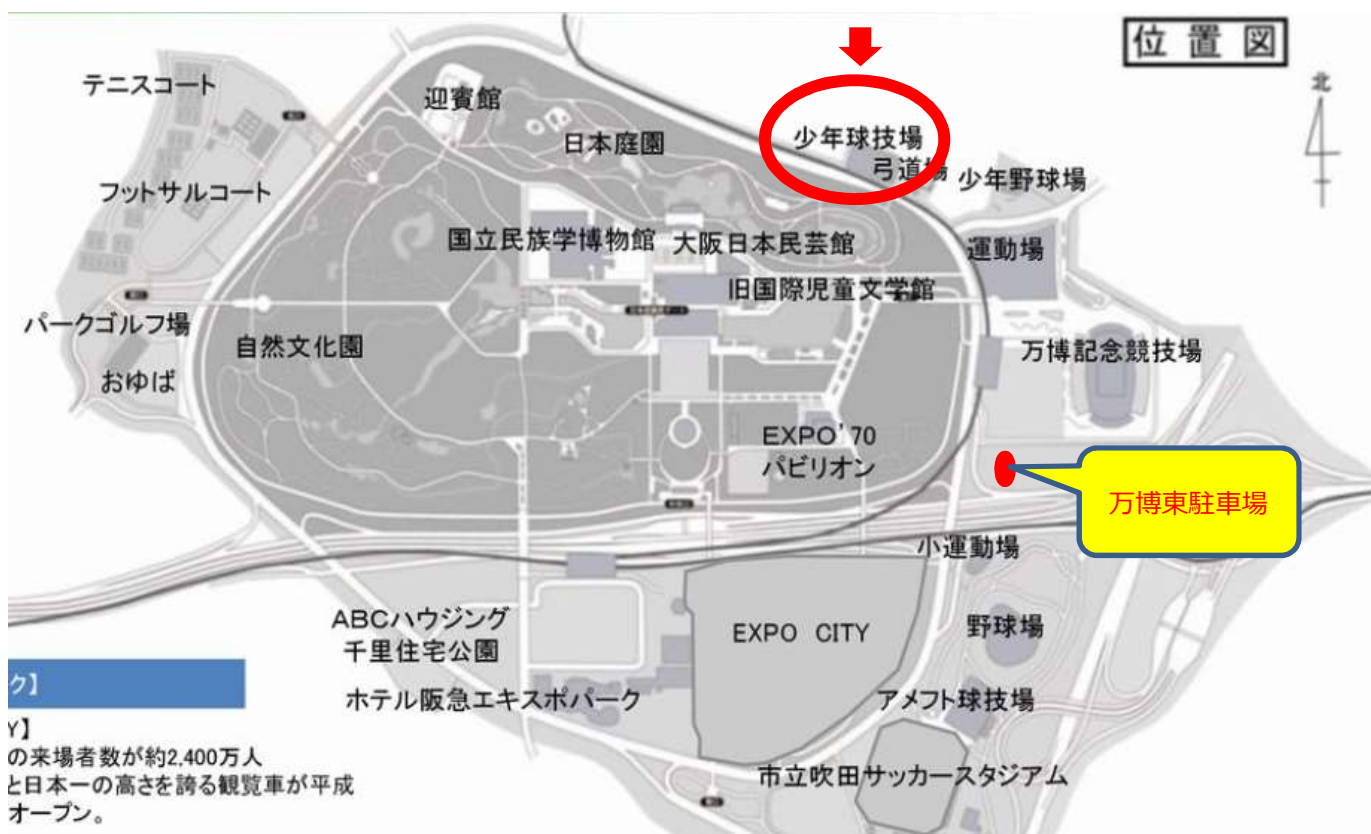 位置図
北
テニスコート
迎賓館
日本庭園
少年球技場
弓道場
少年野球場
フットサルコート
国立民族学博物館
大阪日本民芸館
運動場
旧国際児童文学館
パークゴルフ場
自然文化園
万博記念競技場
おゆば
EXPO'70
パビリオン
万博東駐車場
小運動場
ABCハウジング
千里住宅公園
EXPO CITY
野球場
ク】
ホテル阪急エキスポパーク
アメフト球技場
Y】
の来場者数が約2,400万人
と日本一の高さを誇る観覧車が平成
オープン。
市立吹田サッカースタジアム